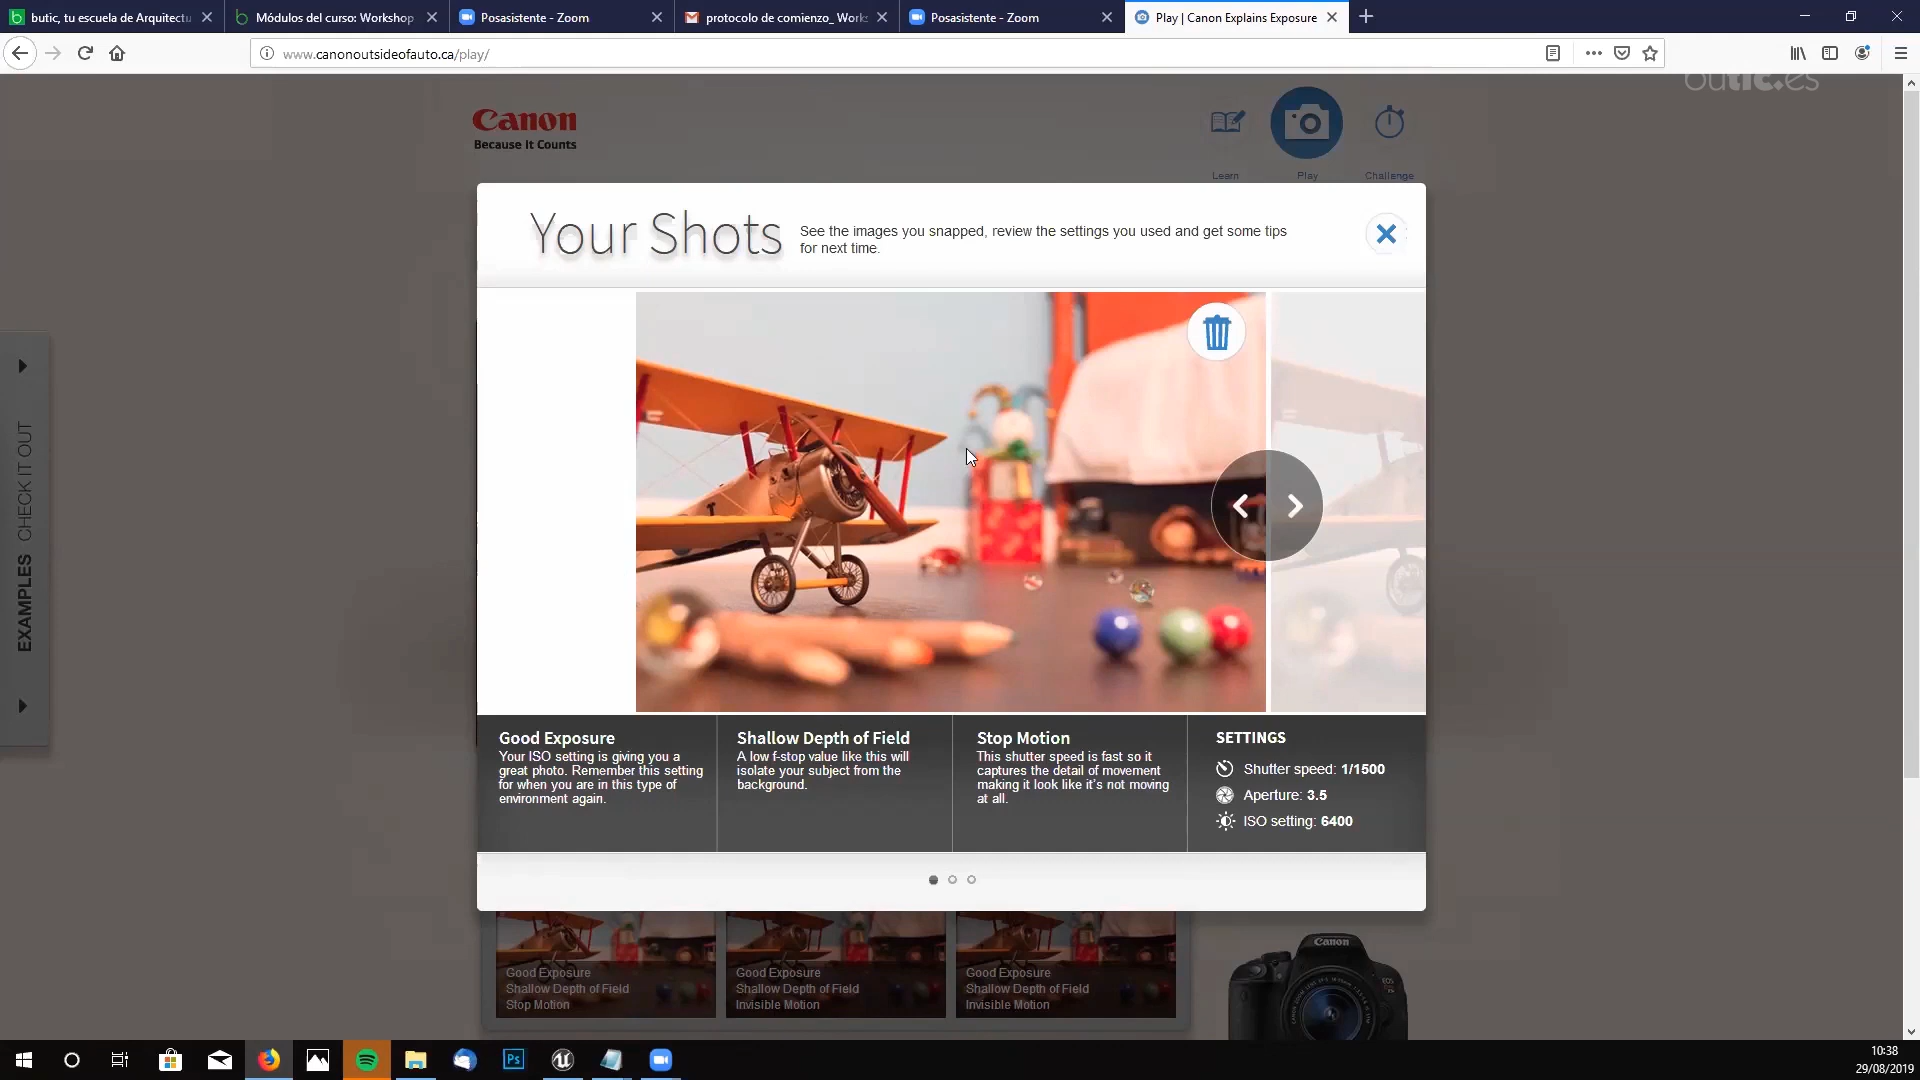 butic, tu escuela de Arquitectu
Módulos del curso: Workshop
Posasistente - Zoom
protocolo de comienzo_ Work
Posasistente - Zoom
Play | Canon Explains Exposure
www.canonoutsideofauto.ca/play/
butic.es
Canon
Because It Counts
Learn
Play
Challenge
Your Shots
See the images you snapped, review the settings you used and get some tips
for next time.
EXAMPLES CHECK IT OUT
Good Exposure
Your ISO setting is giving you a
great photo. Remember this setting
for when you are in this type of
environment again.
Shallow Depth of Field
A low f-stop value like this will
isolate your subject from the
background.
Stop Motion
This shutter speed is fast so it
captures the detail of movement
making it look like it's not moving
at all.
SETTINGS
Shutter speed: 1/1500
Aperture: 3.5
ISO setting: 6400
Good Exposure
Shallow Depth of Field
Stop Motion
Good Exposure
Shallow Depth of Field
Invisible Motion
Good Exposure
Shallow Depth of Field
Invisible Motion
Canon
Ps
10:38
29/08/2019